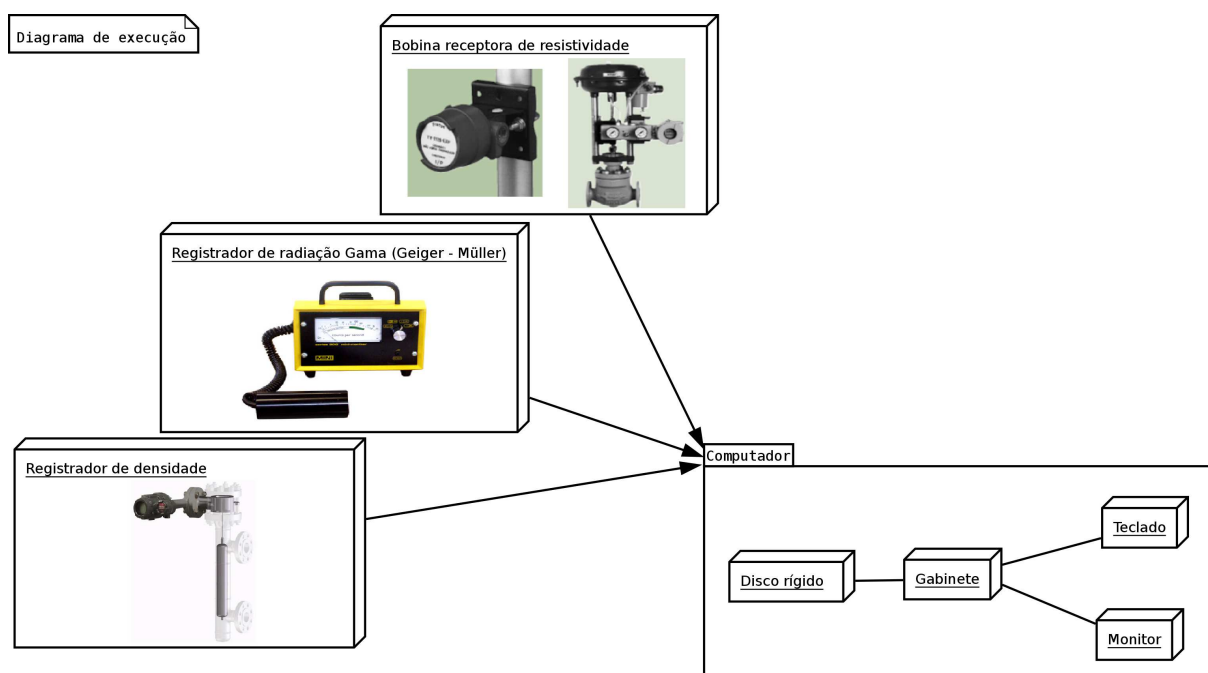 Diagrama de execução
Bobina receptora de resistividade
Registrador de radiação Gama (Geiger - Müller)
MINI
Registrador de densidade
Computador
Teclado
Disco rígido
Gabinete
Monitor